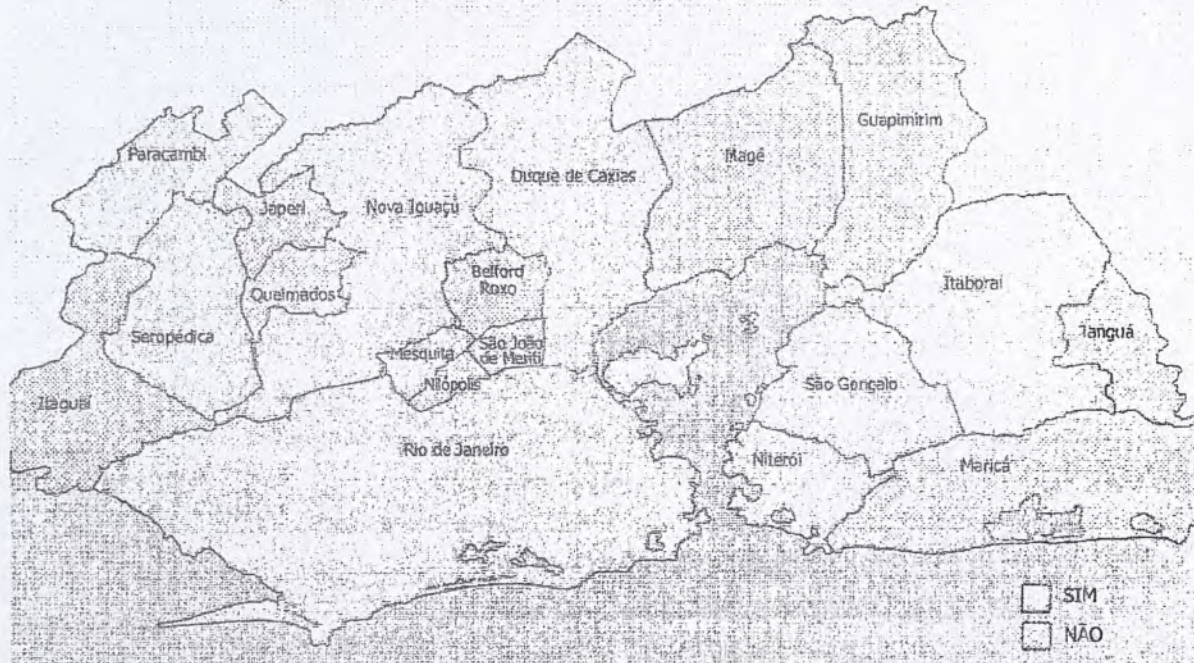 Guapimirim
Magé
Paracambi
Duque de Caxias
Japeri
Nova Iguaçu
Belford
Roxo
Itaboraí
Queimados
Tanguá
Seropédica
São João
de Meriti
Mesquita
Nilópolis
São Gonçalo
Itaguaí
Rio de Janeiro
Niterói
Maricá
SIM
NÃO